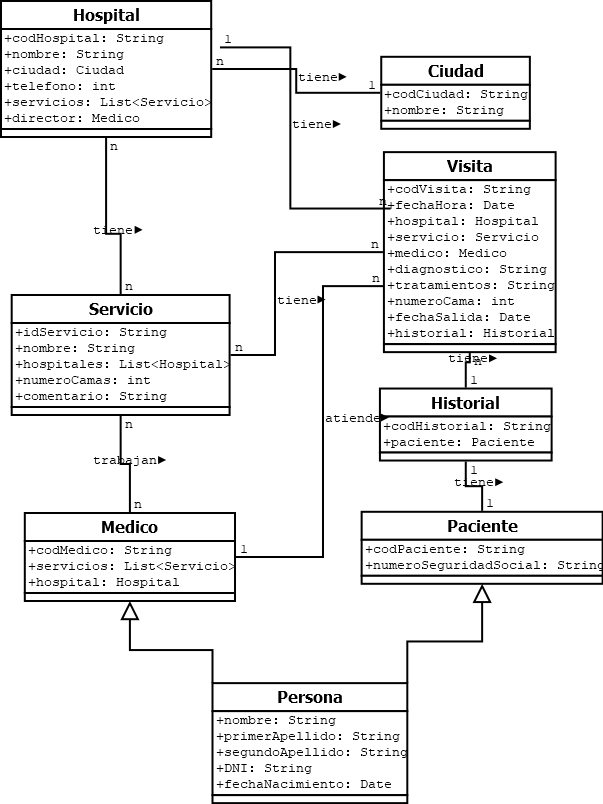 Hospital
+codHospital: String
+nombre: String
+ciudad: Ciudad
+telefono: int
+servicios: List<Servicio>
+director: Medico
1
n
tiene
1
tiene
Ciudad
+codCiudad: String
+nombre: String
n
tiene
n
Visita
+codVisita: String
+fechaHora: Date
+hospital: Hospital
+servicio: Servicio
+medico: Medico
+diagnostico: String
+tratamientos: String
+numeroCama: int
+fechaSalida: Date
+historial: Historial
n
n
n
tiene
Servicio
+idServicio: String
+nombre: String
+hospitales: List<Hospital>
+numeroCamas: int
+comentario: String
n
n
trabajan
n
tiene
n
1
atiende
Historial
+codHistorial: String
+paciente: Paciente
1
tiene
1
Medico
+codMedico: String
+servicios: List<Servicio>
+hospital: Hospital
1
Paciente
+codPaciente: String
+numeroSeguridadSocial: String
Persona
+nombre: String
+primerApellido: String
+segundoApellido: String
+DNI: String
+fechaNacimiento: Date